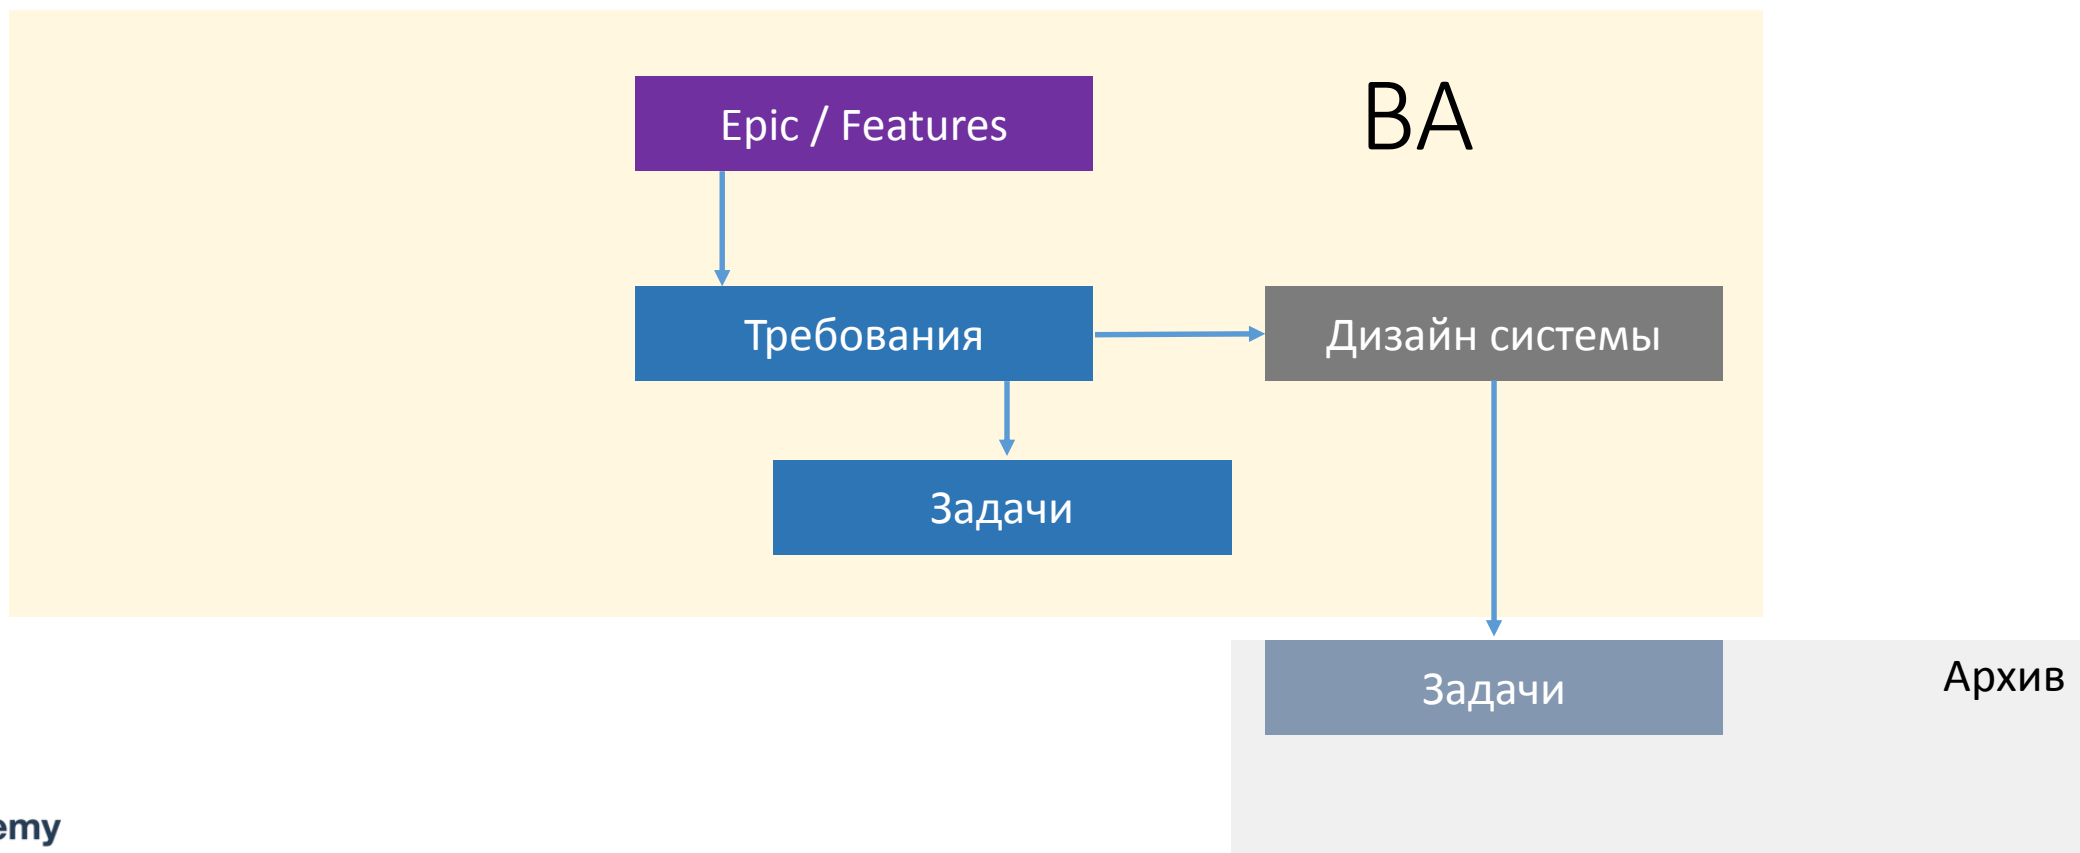 Epic / Features
BA
Требования
Дизайн системы
Задачи
Задачи
Архив
emy